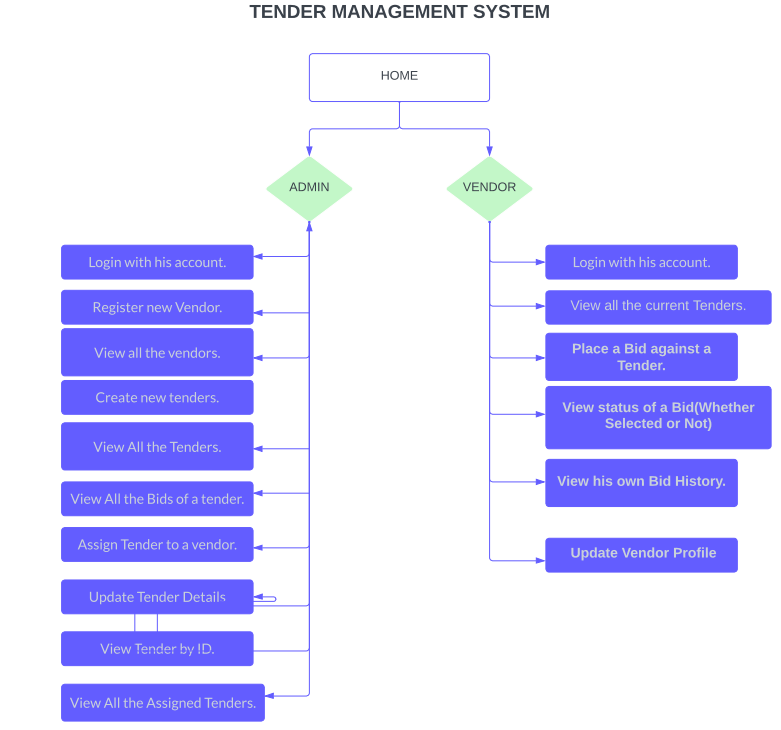 TENDER MANAGEMENT SYSTEM
HOME
ADMIN
VENDOR
Login with his account.
Register new Vendor.
View all the vendors.
Create new tenders.
View All the Tenders.
View All the Bids of a tender.
Assign Tender to a vendor.
Update Tender Details
View Tender by !D.
View All the Assigned Tenders.
Login with his account.
View all the current Tenders.
Place a Bid against a
Tender.
View status of a Bid(Whether
Selected or Not)
View his own Bid History.
Update Vendor Profile